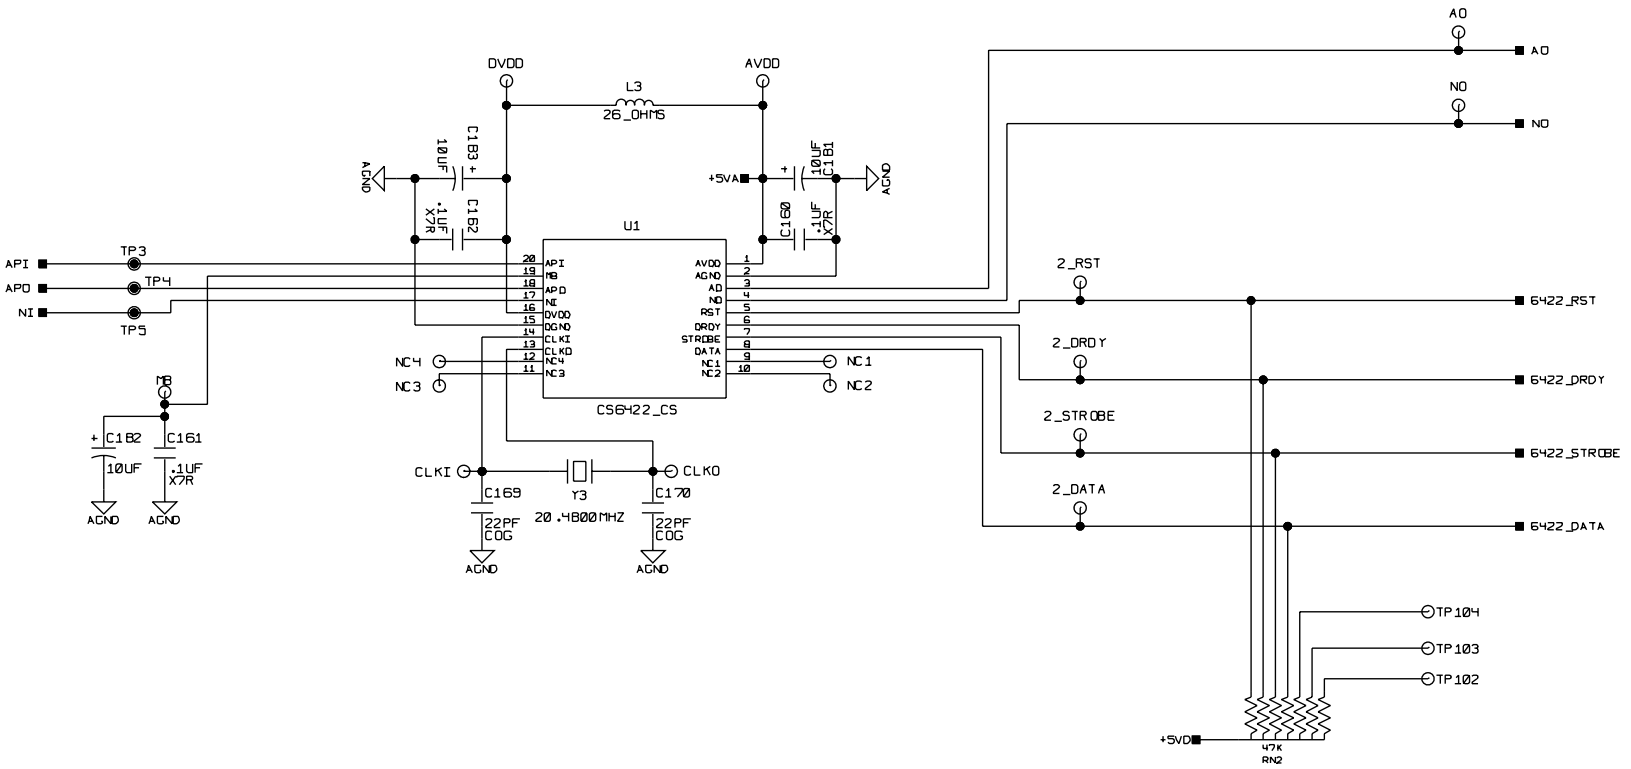 AO
AO
NO
NO
DVDD
AVDD
L3
26_OHMS
C183
10UF
+
AGND
C162
.1UF
X7R
+5VA
+
10UF
C181
AGND
C160
.1UF
X7R
U1
API
TP3
APO
TP4
NI
TP5
20
API
19
MB
18
APO
17
NI
16
DVDD
15
DGND
14
CLKI
13
CLKO
12
NC4
11
NC3
AVDD
1
AGND
2
AO
3
NO
4
RST
5
DRDY
6
STROBE
7
DATA
8
NC1
9
NC2
10
NC4
NC3
NC1
NC2
CS6422_CS
2_RST
6422_RST
2_DRDY
6422_DRDY
2_STROBE
6422_STROBE
2_DATA
6422_DATA
MB
+
C182
10UF
AGND
C161
.1UF
X7R
AGND
CLKI
CLKO
Y3
20.4800MHZ
C169
22PF
COG
AGND
C170
22PF
COG
AGND
TP104
TP103
TP102
+5VD
47K
RN2